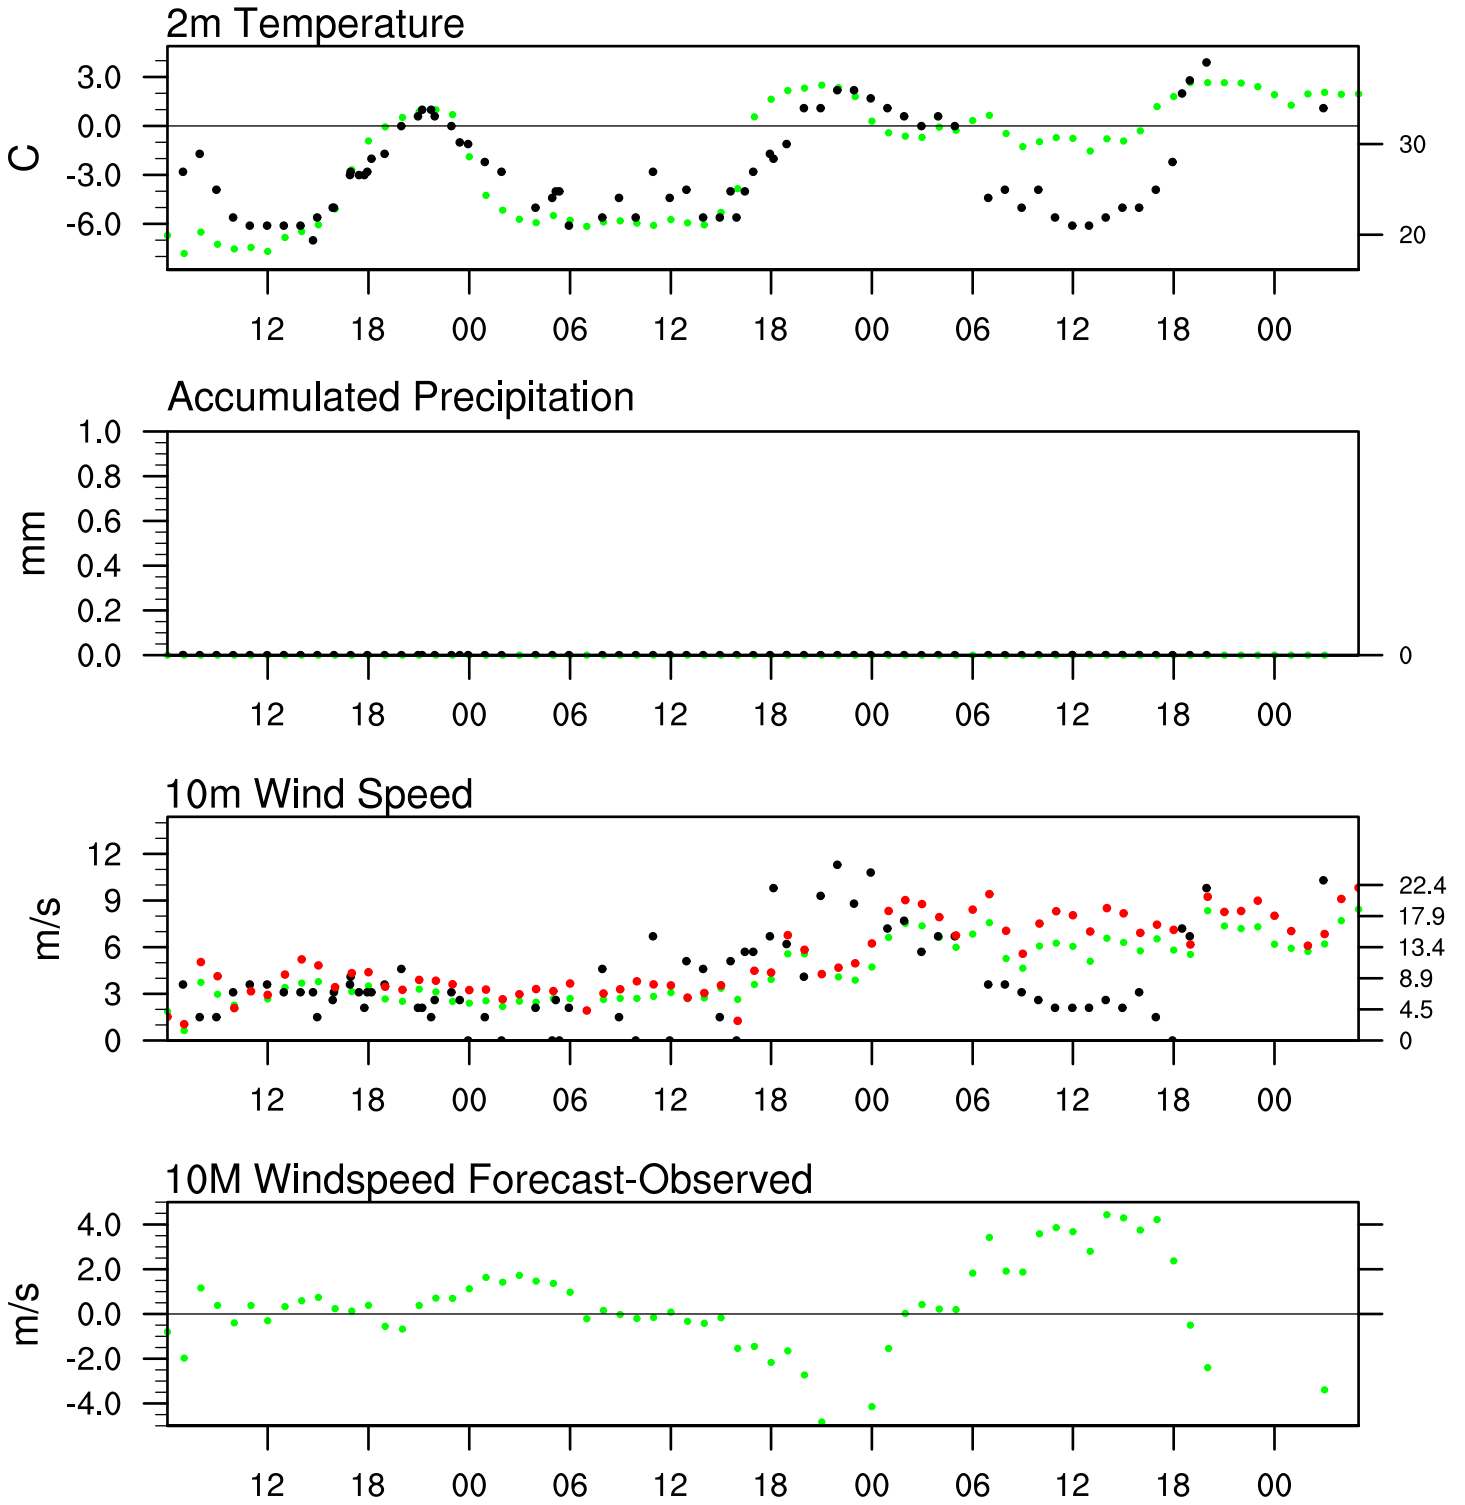 2m Temperature
3.0
0.0
-3.0
-6.0
C
30
20
12 18 00 06 12 18 00 06 12 18 00
Accumulated Precipitation
1.0
0.8
0.6
0.4
0.2
0.0
mm
0
12 18 00 06 12 18 00 06 12 18 00
10m Wind Speed
12
9
6
3
0
m/s
22.4
17.9
13.4
8.9
4.5
0
12 18 00 06 12 18 00 06 12 18 00
10M Windspeed Forecast-Observed
4.0
2.0
0.0
-2.0
-4.0
m/s
12 18 00 06 12 18 00 06 12 18 00